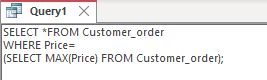 Query1
SELECT *FROM Customer_order
WHERE Price=
(SELECT MAX(Price) FROM Customer_order);